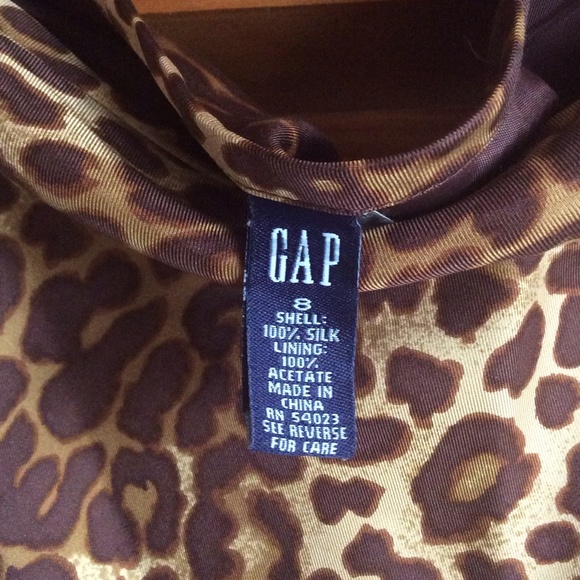 GAP
8
SHELL:
100% SILK
LINING:
100%
ACETATE
MADE IN
CHINA
RN 54023
SEE REVERSE
FOR CARE